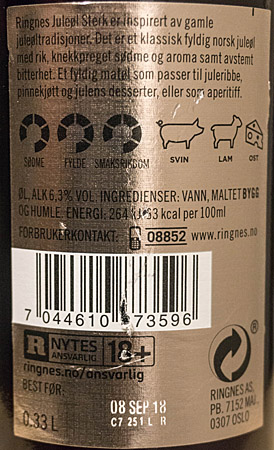 Ringnes Juleøl Sterk er inspirert av gamle
juleøltradisjoner. Det er et klassisk fyldig norsk juleøl
med rik, knekkpreget sødme og aroma samt avstemt
bitterhet. Et fyldig matøl som passer til juleribbe,
pinnekjøtt og julens desserter, eller som aperitiff.
SØDME FYLDE SMAKSRIKDOM SVIN LAM OST
ØL, ALK 6,3% VOL. INGREDIENSER: VANN, MALTET BYGG
OG HUMLE. ENERGI: 264 kcal per 100ml
FORBRUKERKONTAKT: 08852 www.ringnes.no
7 044610 73596
R NYTES ANSVARLIG 18+
ringnes.no/ansvarlig
BEST FØR:
08 SEP 18
C7 251 L R
0.33 L
RINGNES AS,
PB. 7152 MAJ.,
0307 OSLO